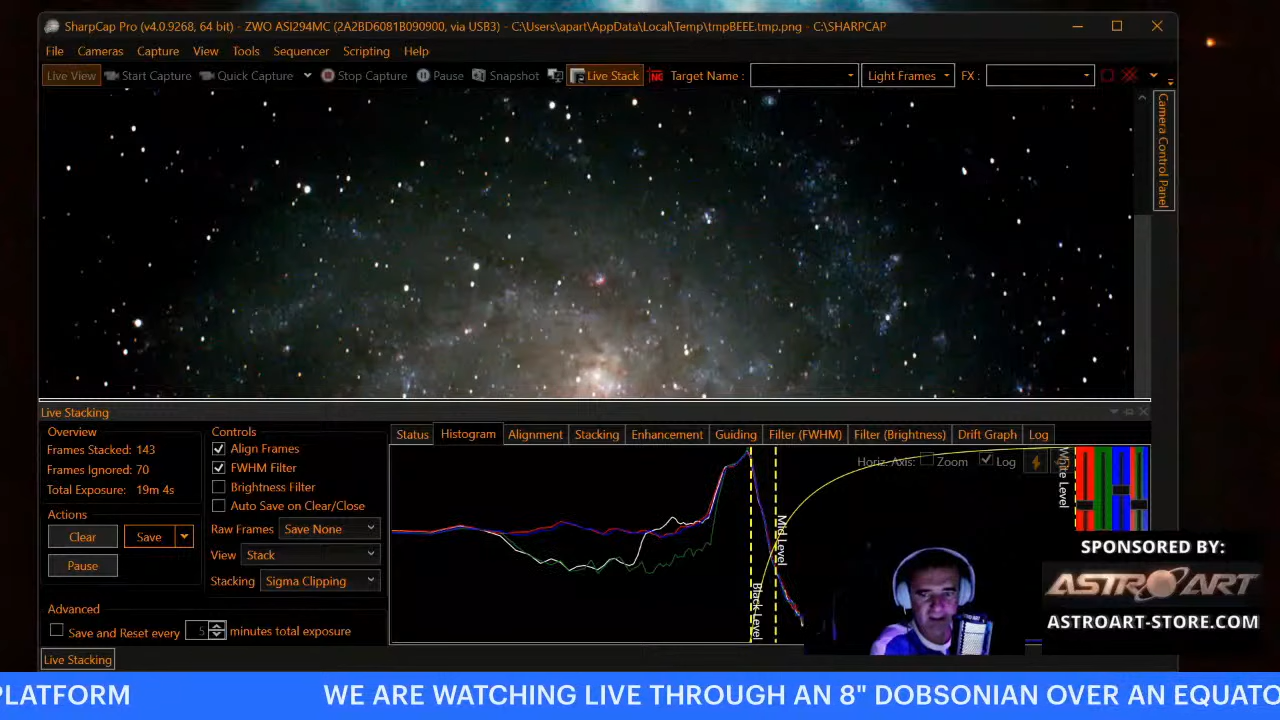 SharpCap Pro (v4.0.9268, 64 bit) - ZWO ASI294MC (2A2BD6081B090900, via USB3) - C:\Users\apart\AppData\Local\Temp\tmpBEEE.tmp.png - C:\SHARPCAP
File Cameras Capture View Tools Sequencer Scripting Help
Live View Start Capture Quick Capture Stop Capture Pause Snapshot Live Stack NG Target Name : Light Frames FX :
Camera Control Panel
Live Stacking
Overview
Frames Stacked: 143
Frames Ignored: 70
Total Exposure: 19m 4s
Actions
Clear Save
Pause
Advanced
Save and Reset every 5 minutes total exposure
Controls
Align Frames
FWHM Filter
Brightness Filter
Auto Save on Clear/Close
Raw Frames Save None
View Stack
Stacking Sigma Clipping
Status Histogram Alignment Stacking Enhancement Guiding Filter (FWHM) Filter (Brightness) Drift Graph Log
Horiz. Axis: Zoom Log
Black Level
Mid Level
White Level
Live Stacking
SPONSORED BY:
ASTROART
ASTROART-STORE.COM
PLATFORM WE ARE WATCHING LIVE THROUGH AN 8" DOBSONIAN OVER AN EQUATO